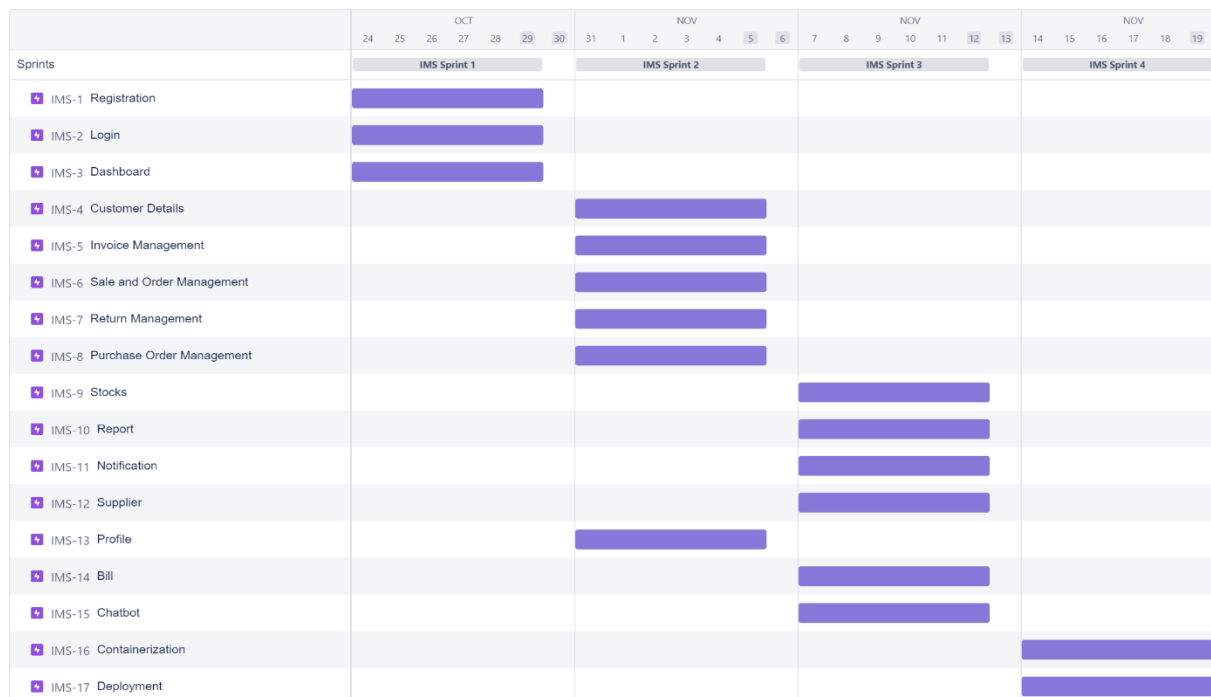 OCT NOV NOV NOV
24 25 26 27 28 29 30 31 1 2 3 4 5 6 7 8 9 10 11 12 13 14 15 16 17 18 19
Sprints IMS Sprint 1 IMS Sprint 2 IMS Sprint 3 IMS Sprint 4
IMS-1 Registration
IMS-2 Login
IMS-3 Dashboard
IMS-4 Customer Details
IMS-5 Invoice Management
IMS-6 Sale and Order Management
IMS-7 Return Management
IMS-8 Purchase Order Management
IMS-9 Stocks
IMS-10 Report
IMS-11 Notification
IMS-12 Supplier
IMS-13 Profile
IMS-14 Bill
IMS-15 Chatbot
IMS-16 Containerization
IMS-17 Deployment